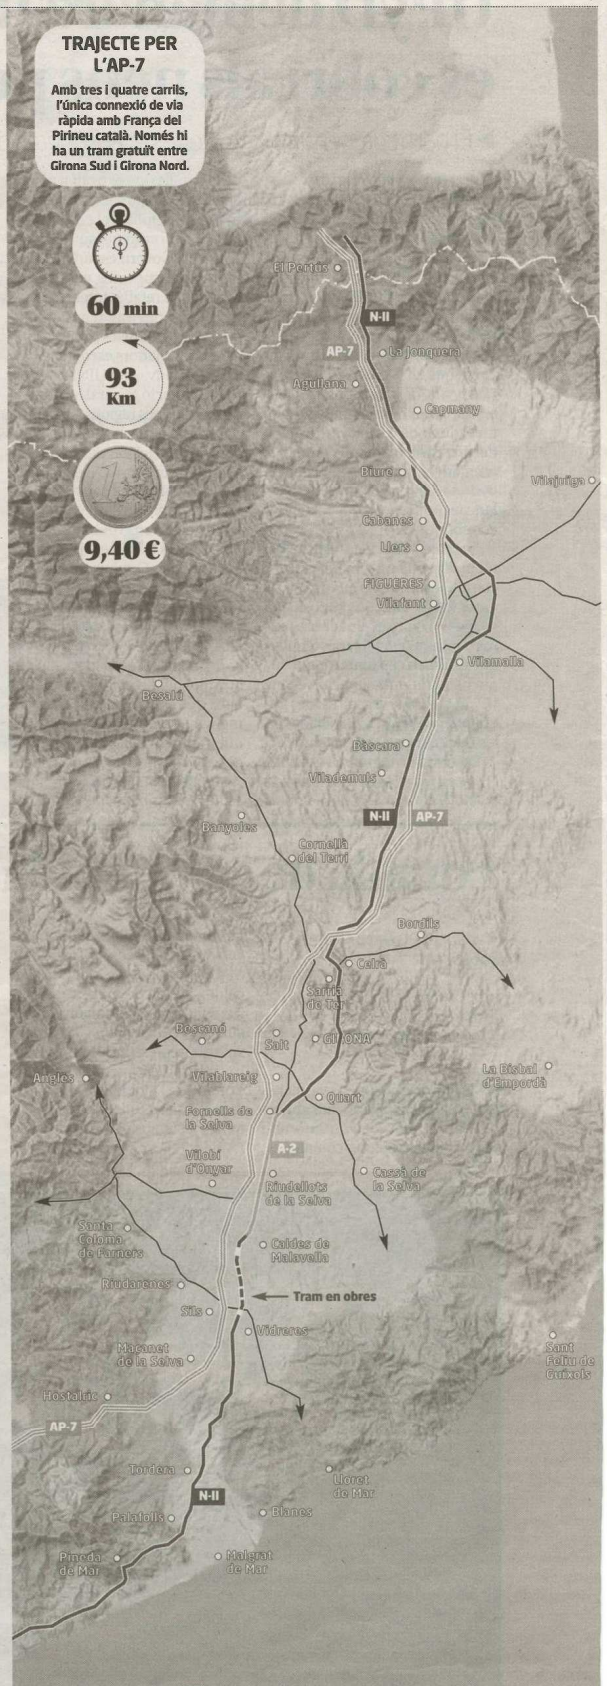 TRAJECTE PER
L'AP-7
Amb tres i quatre carrils,
l'única connexió de via
ràpida amb França del
Pirineu català. Només hi
ha un tram gratuït entre
Girona Sud i Girona Nord.
60 min
93
Km
1
9,40 €
El Pertús
N-II
AP-7
La Jonquera
Agullana
Capmany
Biure
Vilajuïga
Cabanes
Llers
FIGUERES
Vilafant
Vilamalla
Besalú
Bàscara
Vilademuls
N-II
AP-7
Banyoles
Cornellà
del Terri
Bordils
Celrà
Sarrià
de Ter
Bescanó
Salt
GIRONA
La Bisbal
d'Empordà
Anglès
Vilablareig
Quart
Fornells de
la Selva
A-2
Vilobí
d'Onyar
Cassà de
la Selva
Riudellots
de la Selva
Santa
Coloma
de Farners
Caldes de
Malavella
Riudarenes
Tram en obres
Sils
Vidreres
Maçanet
de la Selva
Sant
Feliu de
Guíxols
Hostalric
AP-7
Tordera
Lloret
de Mar
N-II
Palafolls
Blanes
Pineda
de Mar
Malgrat
de Mar